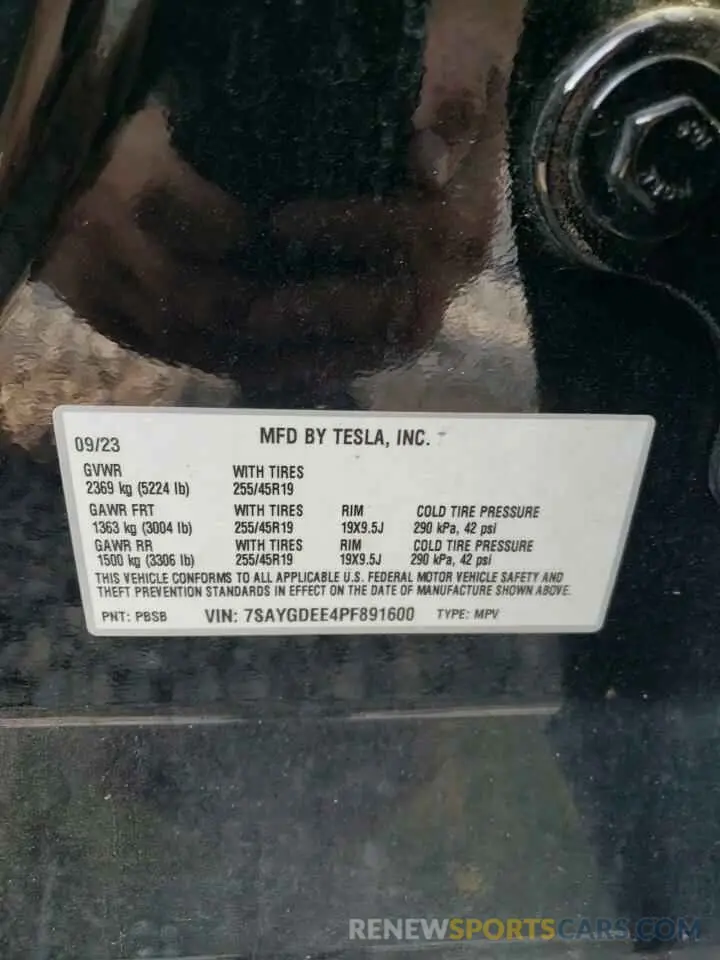 09/23 MFD BY TESLA, INC.
GVWR WITH TIRES
2369 kg (5224 lb) 255/45R19
GAWR FRT WITH TIRES RIM COLD TIRE PRESSURE
1363 kg (3004 lb) 255/45R19 19X9.5J 290 kPa, 42 psi
GAWR RR WITH TIRES RIM COLD TIRE PRESSURE
1500 kg (3306 lb) 255/45R19 19X9.5J 290 kPa, 42 psi
THIS VEHICLE CONFORMS TO ALL APPLICABLE U.S. FEDERAL MOTOR VEHICLE SAFETY AND
THEFT PREVENTION STANDARDS IN EFFECT ON THE DATE OF MANUFACTURE SHOWN ABOVE.
PNT: PBSB VIN: 7SAYGDEE4PF891600 TYPE: MPV
RENEWSPORTSCARS.COM